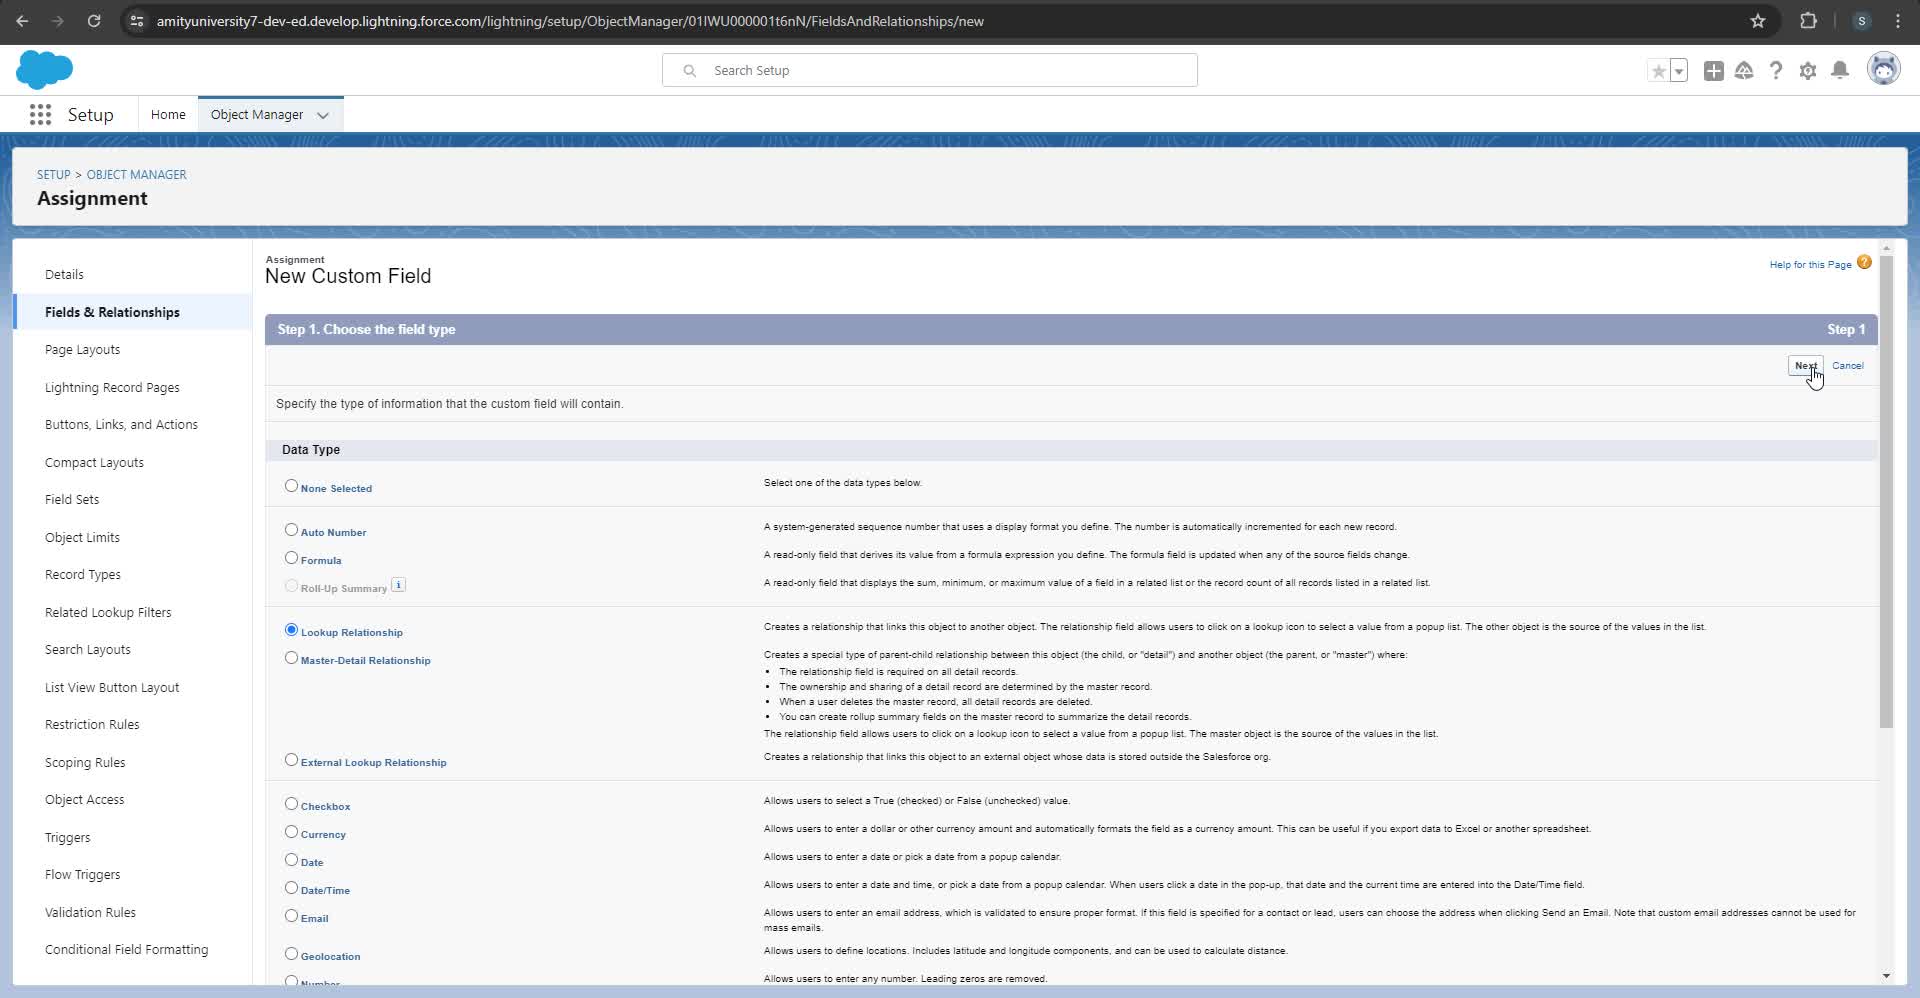 amityuniversity7-dev-ed.develop.lightning.force.com/lightning/setup/ObjectManager/01IWU000001t6nN/FieldsAndRelationships/new
S
Search Setup
Setup
Home
Object Manager
SETUP > OBJECT MANAGER
Assignment
Details
Fields & Relationships
Page Layouts
Lightning Record Pages
Buttons, Links, and Actions
Compact Layouts
Field Sets
Object Limits
Record Types
Related Lookup Filters
Search Layouts
List View Button Layout
Restriction Rules
Scoping Rules
Object Access
Triggers
Flow Triggers
Validation Rules
Conditional Field Formatting
Assignment
New Custom Field
Help for this Page ?
Step 1. Choose the field type Step 1
Next Cancel
Specify the type of information that the custom field will contain.
Data Type
None Selected Select one of the data types below.
Auto Number A system-generated sequence number that uses a display format you define. The number is automatically incremented for each new record.
Formula A read-only field that derives its value from a formula expression you define. The formula field is updated when any of the source fields change.
Roll-Up Summary i A read-only field that displays the sum, minimum, or maximum value of a field in a related list or the record count of all records listed in a related list.
Lookup Relationship Creates a relationship that links this object to another object. The relationship field allows users to click on a lookup icon to select a value from a popup list. The other object is the source of the values in the list.
Master-Detail Relationship Creates a special type of parent-child relationship between this object (the child, or "detail") and another object (the parent, or "master") where:
• The relationship field is required on all detail records.
• The ownership and sharing of a detail record are determined by the master record.
• When a user deletes the master record, all detail records are deleted.
• You can create rollup summary fields on the master record to summarize the detail records.
The relationship field allows users to click on a lookup icon to select a value from a popup list. The master object is the source of the values in the list.
External Lookup Relationship Creates a relationship that links this object to an external object whose data is stored outside the Salesforce org.
Checkbox Allows users to select a True (checked) or False (unchecked) value.
Currency Allows users to enter a dollar or other currency amount and automatically formats the field as a currency amount. This can be useful if you export data to Excel or another spreadsheet.
Date Allows users to enter a date or pick a date from a popup calendar.
Date/Time Allows users to enter a date and time, or pick a date from a popup calendar. When users click a date in the pop-up, that date and the current time are entered into the Date/Time field.
Email Allows users to enter an email address, which is validated to ensure proper format. If this field is specified for a contact or lead, users can choose the address when clicking Send an Email. Note that custom email addresses cannot be used for
mass emails.
Geolocation Allows users to define locations. Includes latitude and longitude components, and can be used to calculate distance.
Number Allows users to enter any number. Leading zeros are removed.